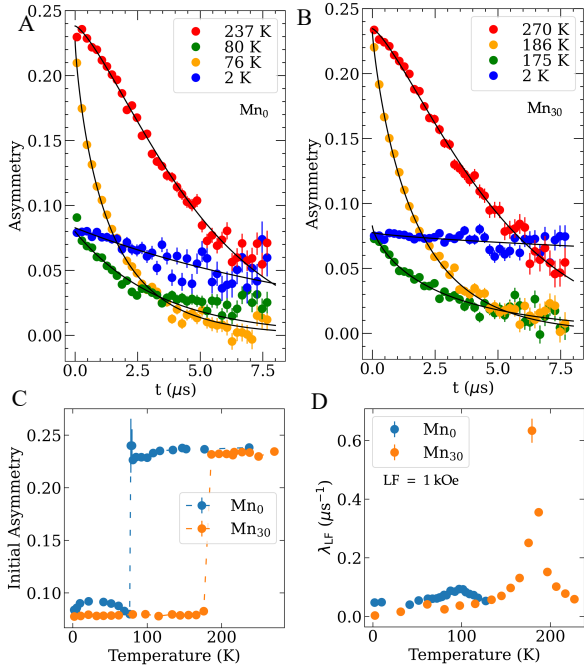 A
237 K
80 K
76 K
2 K
Mn0
Asymmetry
0.25
0.20
0.15
0.10
0.05
0.00
0.0 2.5 5.0 7.5
t (μs)
B
270 K
186 K
175 K
2 K
Mn30
Asymmetry
0.25
0.20
0.15
0.10
0.05
0.00
0.0 2.5 5.0 7.5
t (μs)
C
Initial Asymmetry
0.25
0.20
0.15
0.10
Mn0
Mn30
0 100 200
Temperature (K)
D
Mn0
Mn30
LF = 1 kOe
λLF (μs−1)
0.6
0.4
0.2
0.0
0 100 200
Temperature (K)